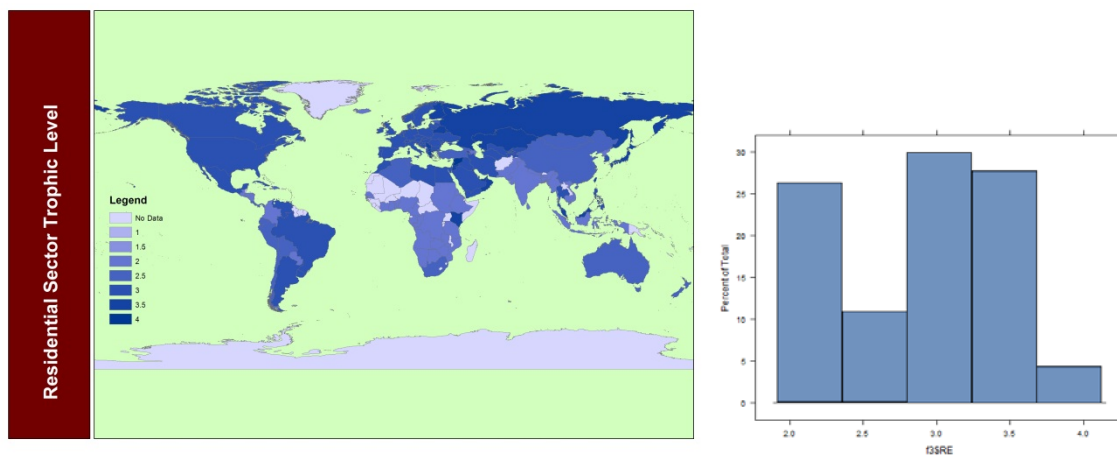 Residential Sector Trophic Level
Legend
No Data
1
1.5
2
2.5
3
3.5
4
Percent of Total
30
25
20
15
10
5
0
2.0 2.5 3.0 3.5 4.0
f3$RE